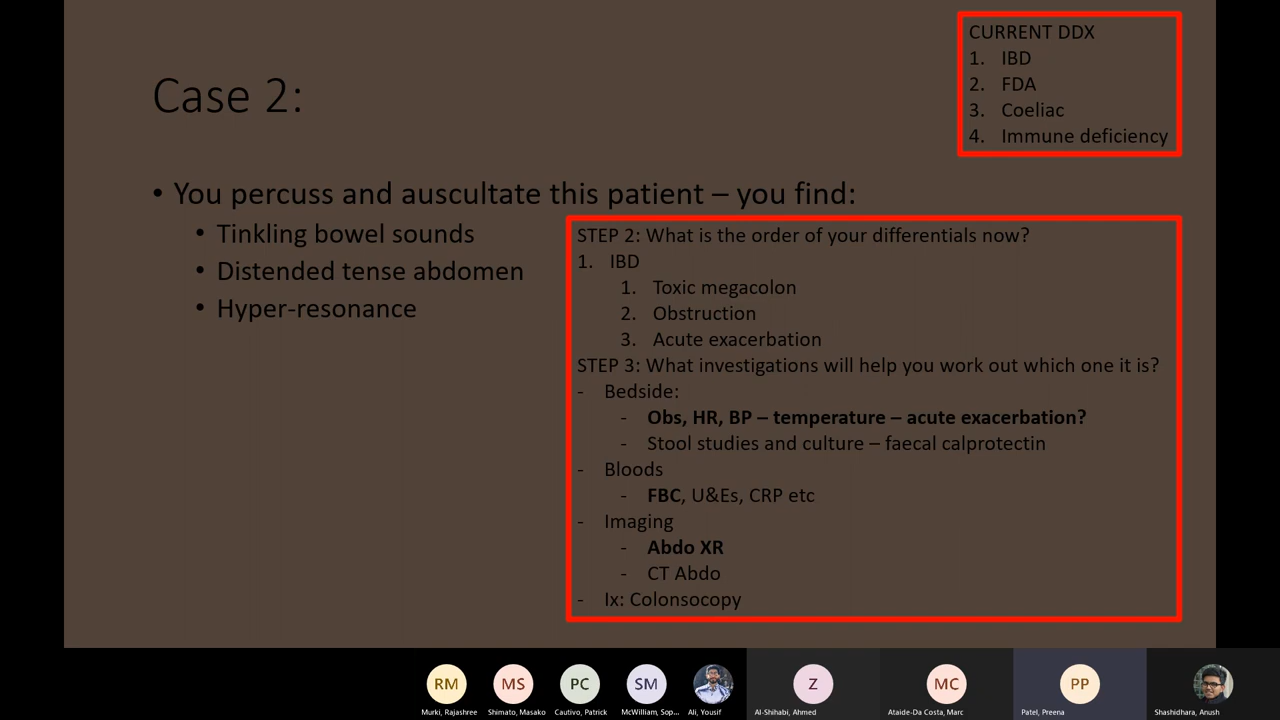 CURRENT DDX
1. IBD
2. FDA
3. Coeliac
4. Immune deficiency
Case 2:
• You percuss and auscultate this patient – you find:
• Tinkling bowel sounds
• Distended tense abdomen
• Hyper-resonance
STEP 2: What is the order of your differentials now?
1. IBD
1. Toxic megacolon
2. Obstruction
3. Acute exacerbation
STEP 3: What investigations will help you work out which one it is?
- Bedside:
- Obs, HR, BP – temperature – acute exacerbation?
- Stool studies and culture – faecal calprotectin
- Bloods
- FBC, U&Es, CRP etc
- Imaging
- Abdo XR
- CT Abdo
- Ix: Colonsocopy
RM
MS
PC
SM
Z
MC
PP
Murki, Rajashree
Shimato, Masako
Cautivo, Patrick
McWilliam, Sop...
Ali, Yousif
Al-Shihabi, Ahmed
Ataide-Da Costa, Marc
Patel, Preena
Shashidhara, Anush